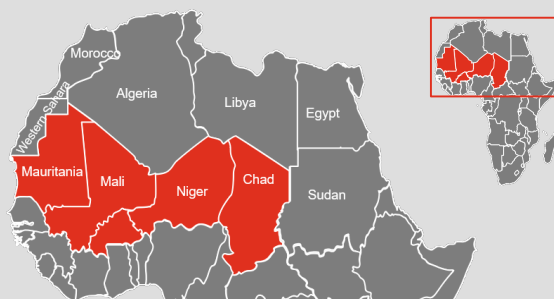 Morocco
Algeria
Libya
Egypt
Western Sahara
Mauritania
Mali
Niger
Chad
Sudan